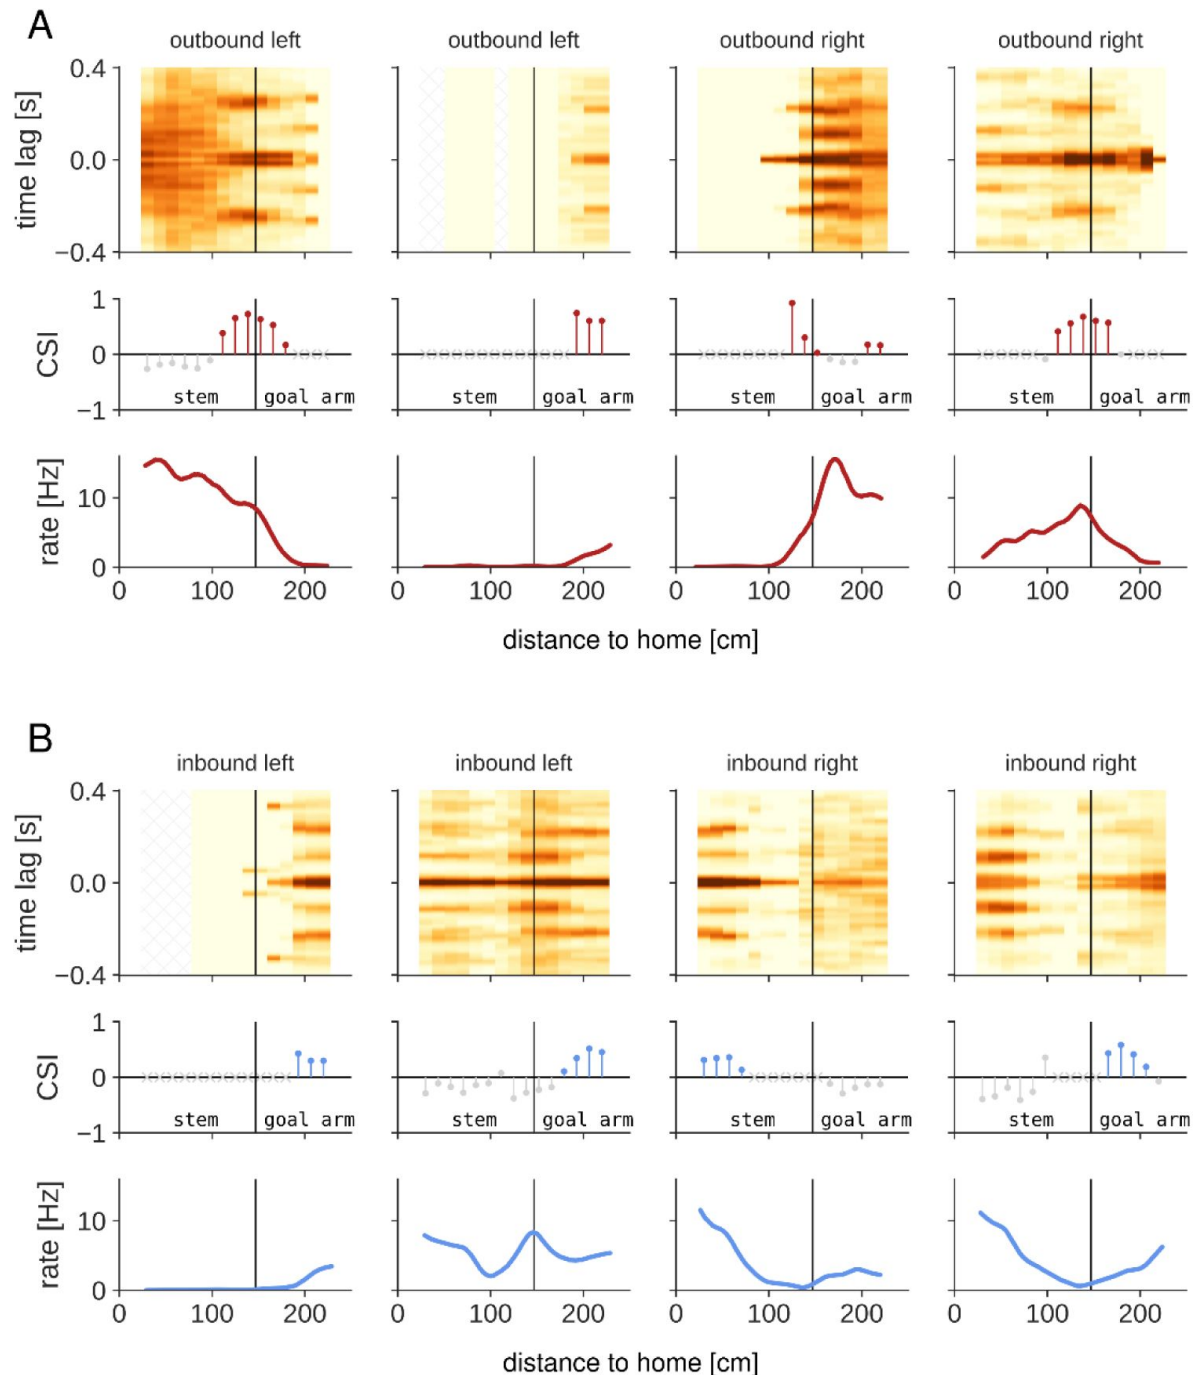 A
outbound left outbound left outbound right outbound right
time lag [s]
0.4
0.0
−0.4
CSI
1
0
−1
stem goal arm stem goal arm stem goal arm stem goal arm
rate [Hz]
10
0
0 100 200 0 100 200 0 100 200 0 100 200
distance to home [cm]
B
inbound left inbound left inbound right inbound right
time lag [s]
0.4
0.0
−0.4
CSI
1
0
−1
stem goal arm stem goal arm stem goal arm stem goal arm
rate [Hz]
10
0
0 100 200 0 100 200 0 100 200 0 100 200
distance to home [cm]